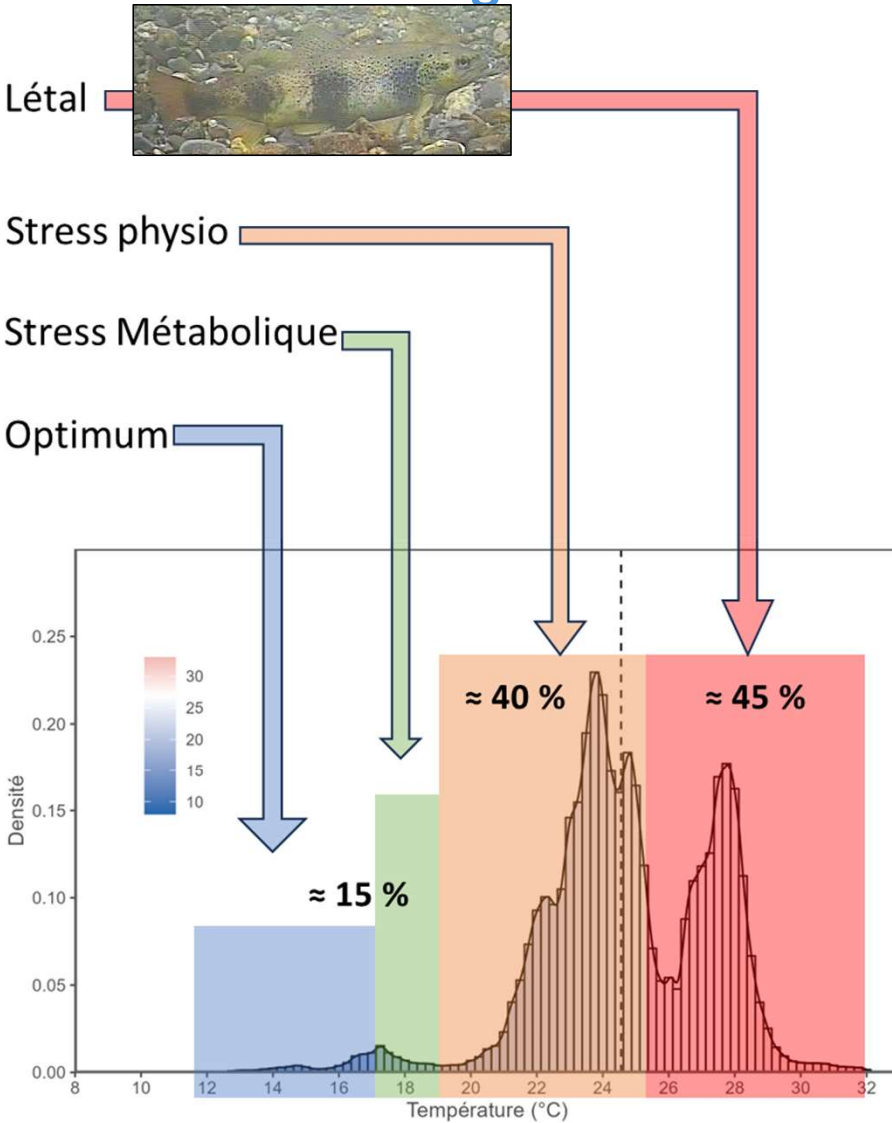 Létal
Stress physio
Stress Métabolique
Optimum
0.25
0.20
0.15
0.10
0.05
0.00
Densité
30
25
20
15
10
≈ 40 %
≈ 45 %
≈ 15 %
8 10 12 14 16 18 20 22 24 26 28 30 32
Température (°C)